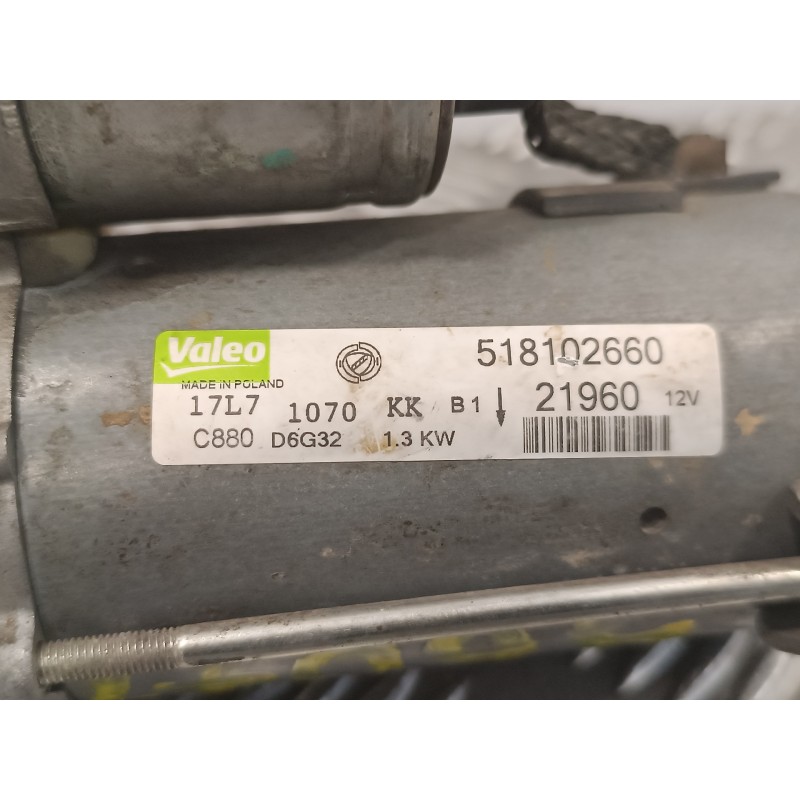 Valeo
518102660
MADE IN POLAND
17L7 1070 KK B1 21960 12V
C880 D6G32 1.3 KW